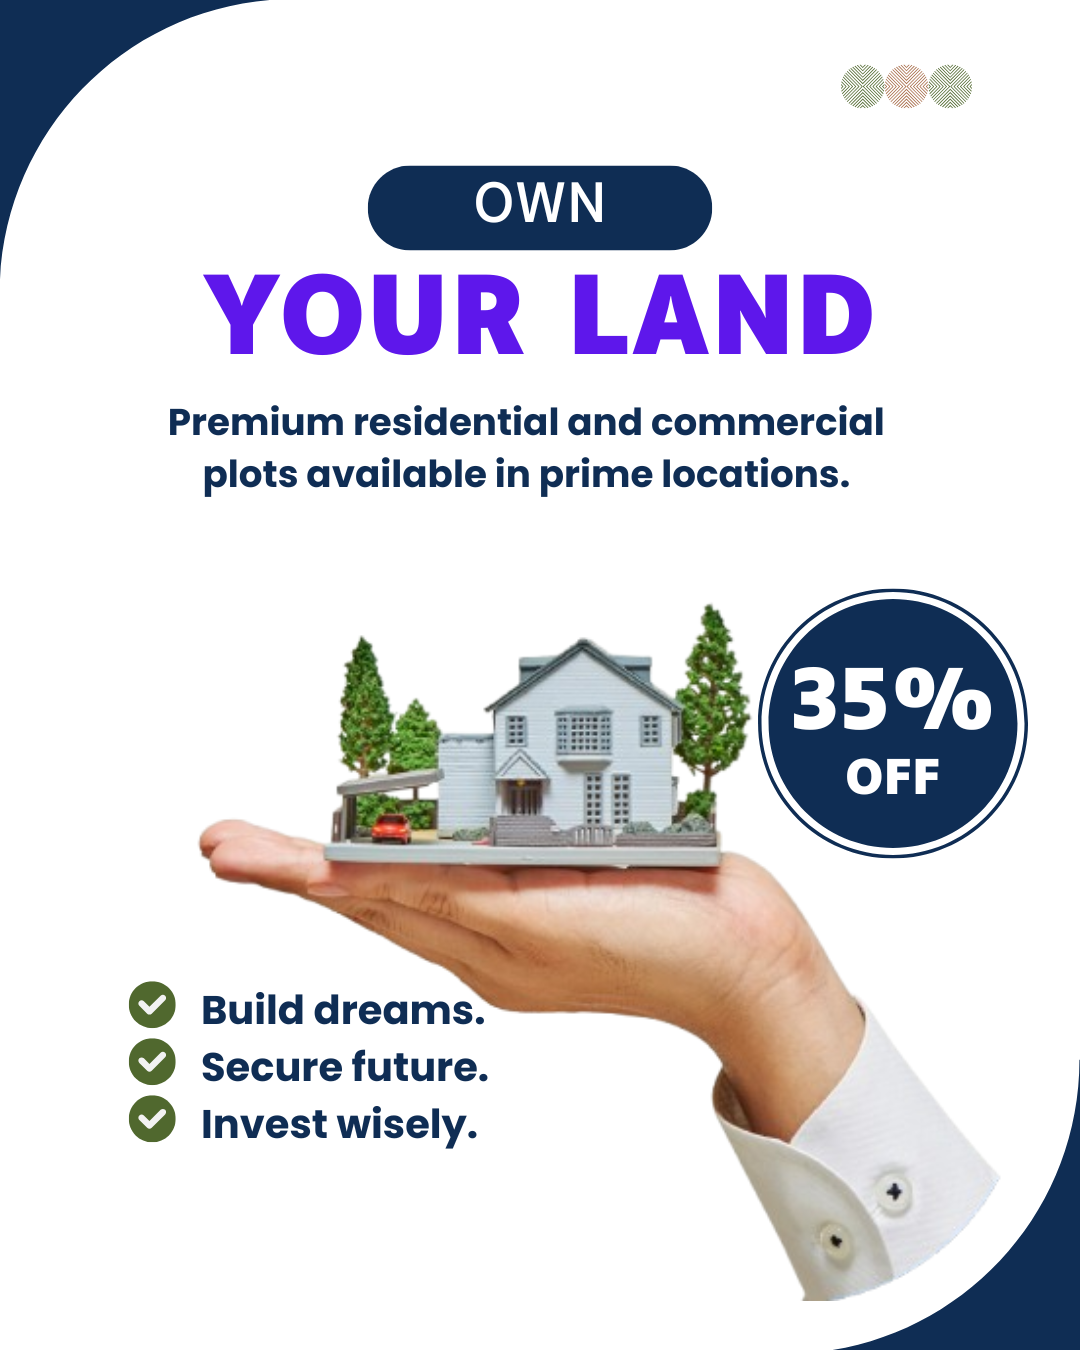 OWN
YOUR LAND
Premium residential and commercial
plots available in prime locations.
35%
OFF
Build dreams.
Secure future.
Invest wisely.